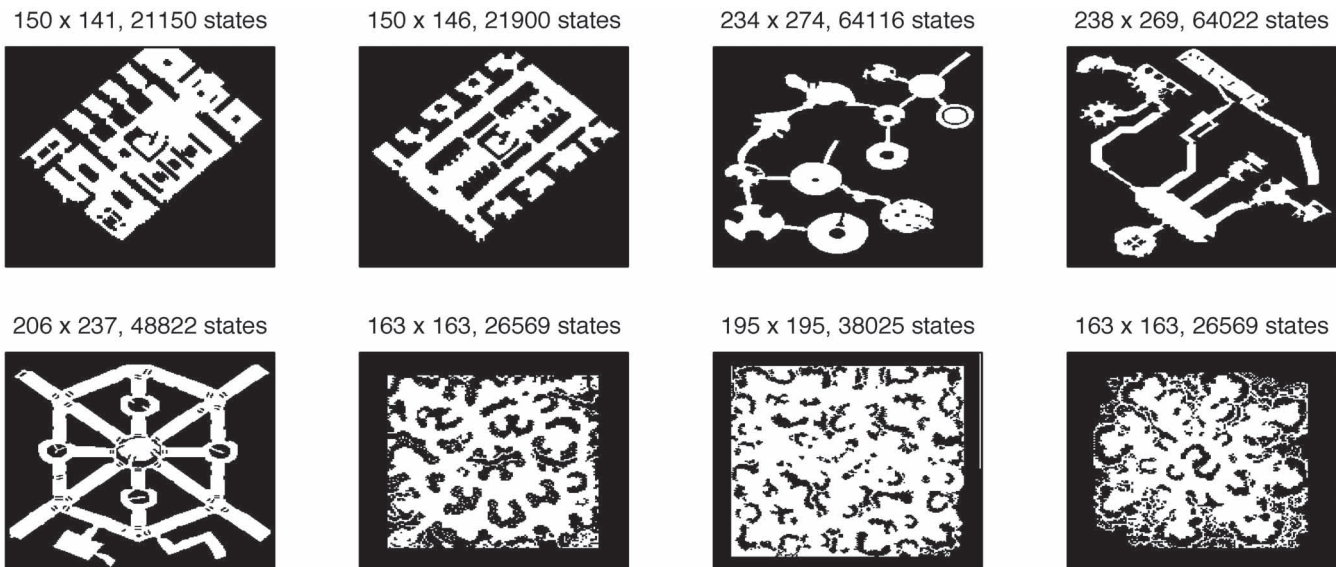 150 x 141, 21150 states
150 x 146, 21900 states
234 x 274, 64116 states
238 x 269, 64022 states
206 x 237, 48822 states
163 x 163, 26569 states
195 x 195, 38025 states
163 x 163, 26569 states